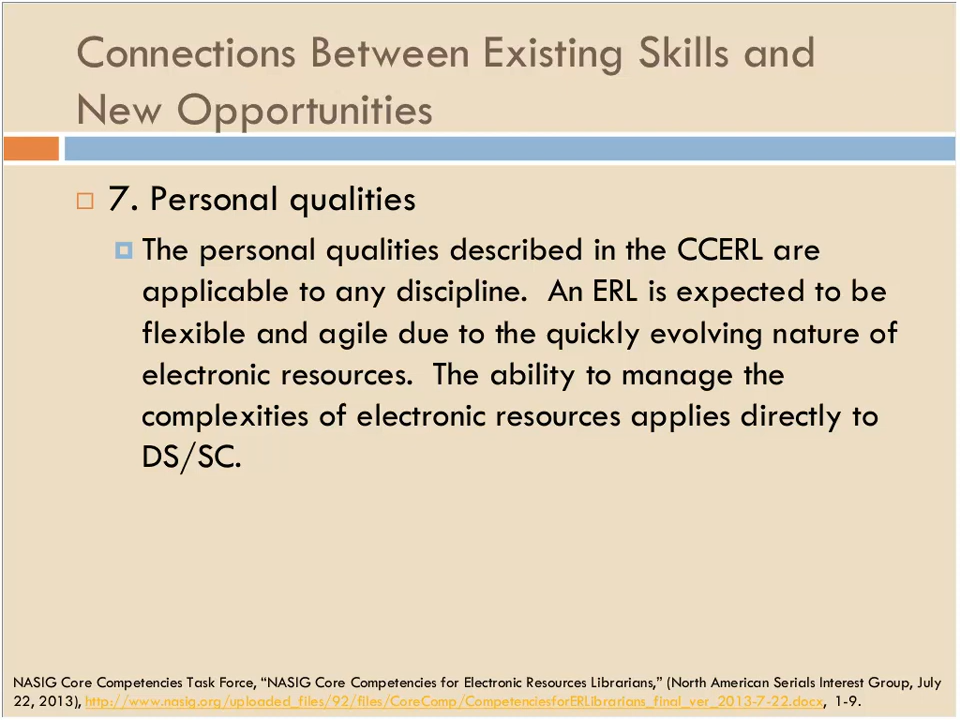 Connections Between Existing Skills and
New Opportunities
7. Personal qualities
The personal qualities described in the CCERL are
applicable to any discipline.  An ERL is expected to be
flexible and agile due to the quickly evolving nature of
electronic resources.  The ability to manage the
complexities of electronic resources applies directly to
DS/SC.
NASIG Core Competencies Task Force, “NASIG Core Competencies for Electronic Resources Librarians,” (North American Serials Interest Group, July
22, 2013), http://www.nasig.org/uploaded_files/92/files/CoreComp/CompetenciesforERLibrarians_final_ver_2013-7-22.docx,  1-9.